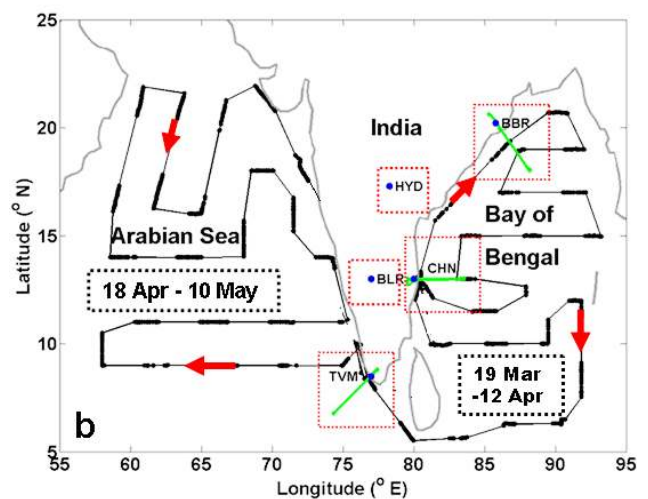 25
20
15
10
5
Latitude (° N)
India
BBR
HYD
Bay of
Arabian Sea
Bengal
CHN
BLR
18 Apr - 10 May
TVM
19 Mar
-12 Apr
b
55 60 65 70 75 80 85 90 95
Longitude (° E)